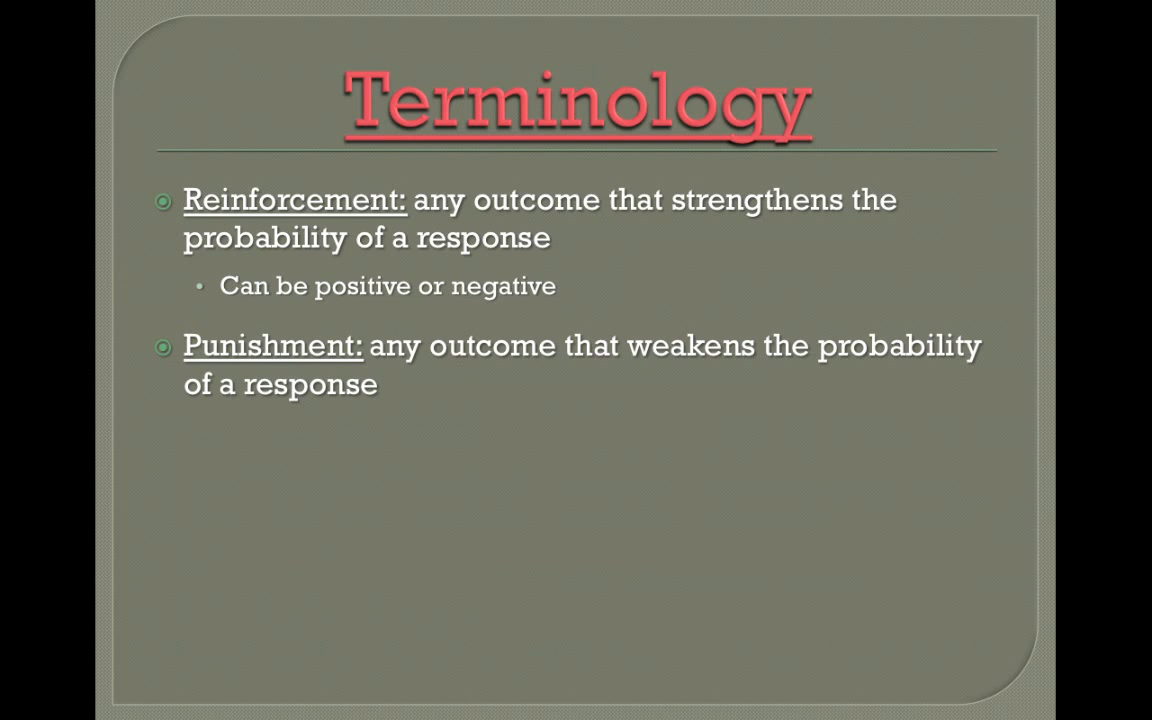 Terminology
Reinforcement: any outcome that strengthens the
probability of a response
Can be positive or negative
Punishment: any outcome that weakens the probability
of a response